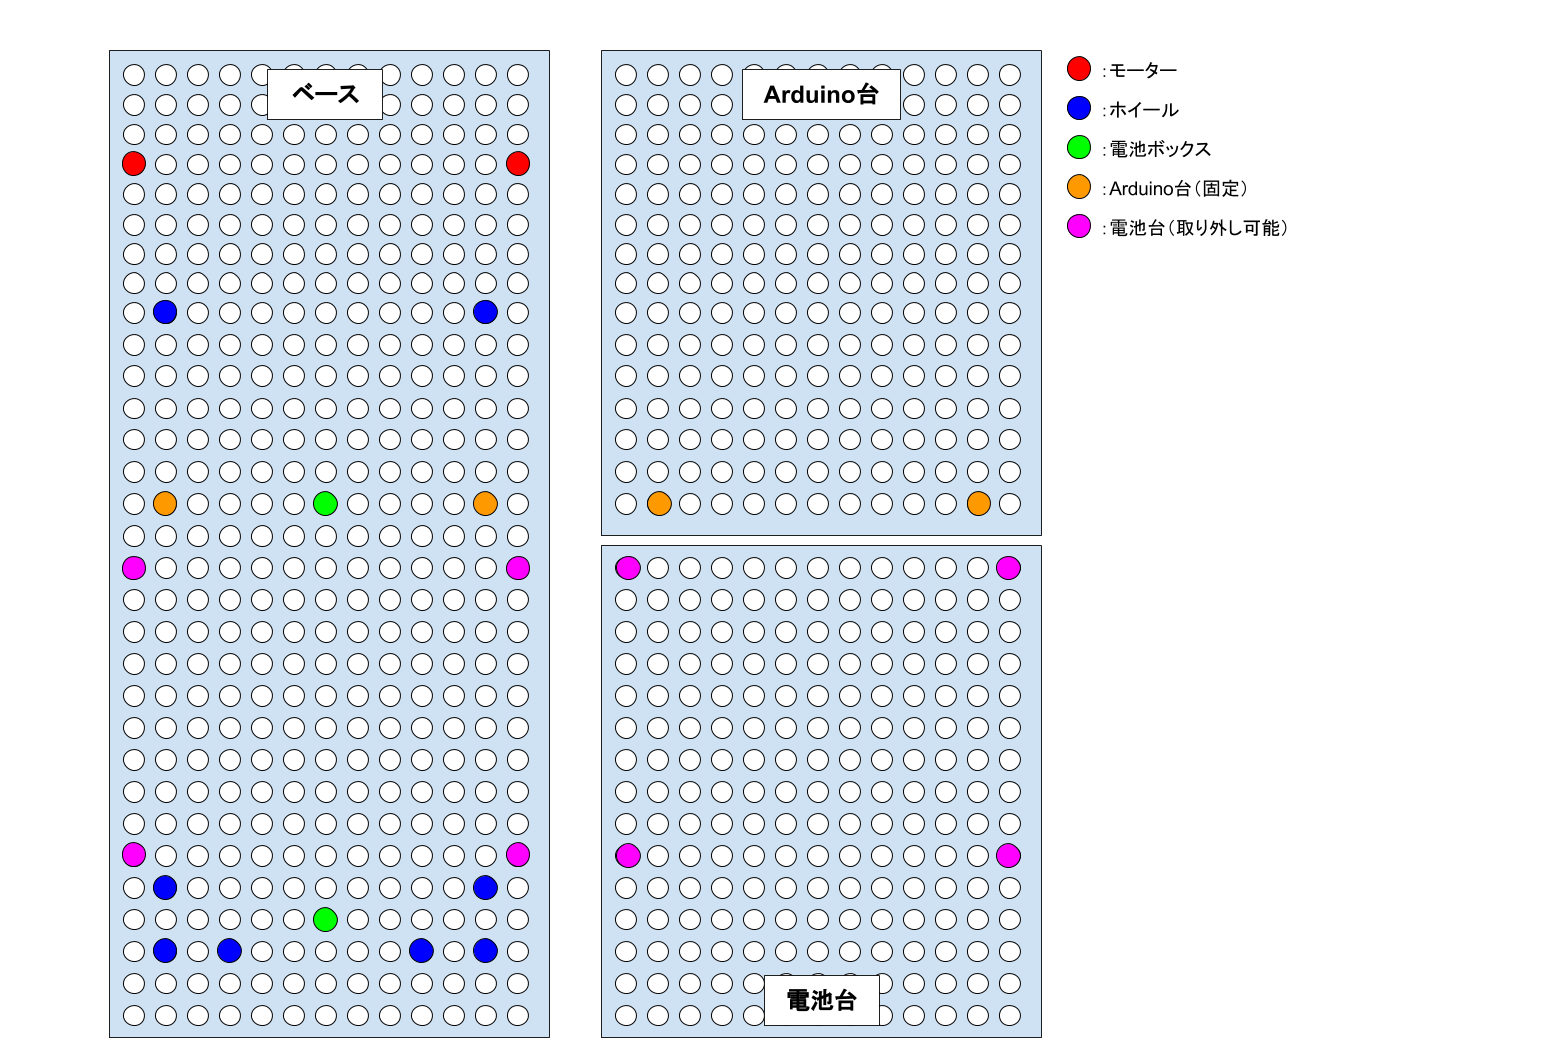 ベース
Arduino台
：モーター
：ホイール
：電池ボックス
：Arduino台（固定）
：電池台（取り外し可能）
電池台